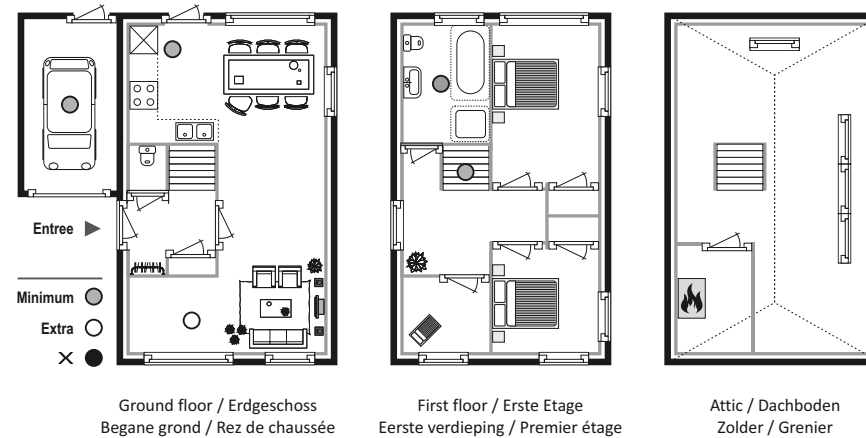 Entree
Minimum
Extra
Ground floor / Erdgeschoss
Begane grond / Rez de chaussée
First floor / Erste Etage
Eerste verdieping / Premier étage
Attic / Dachboden
Zolder / Grenier